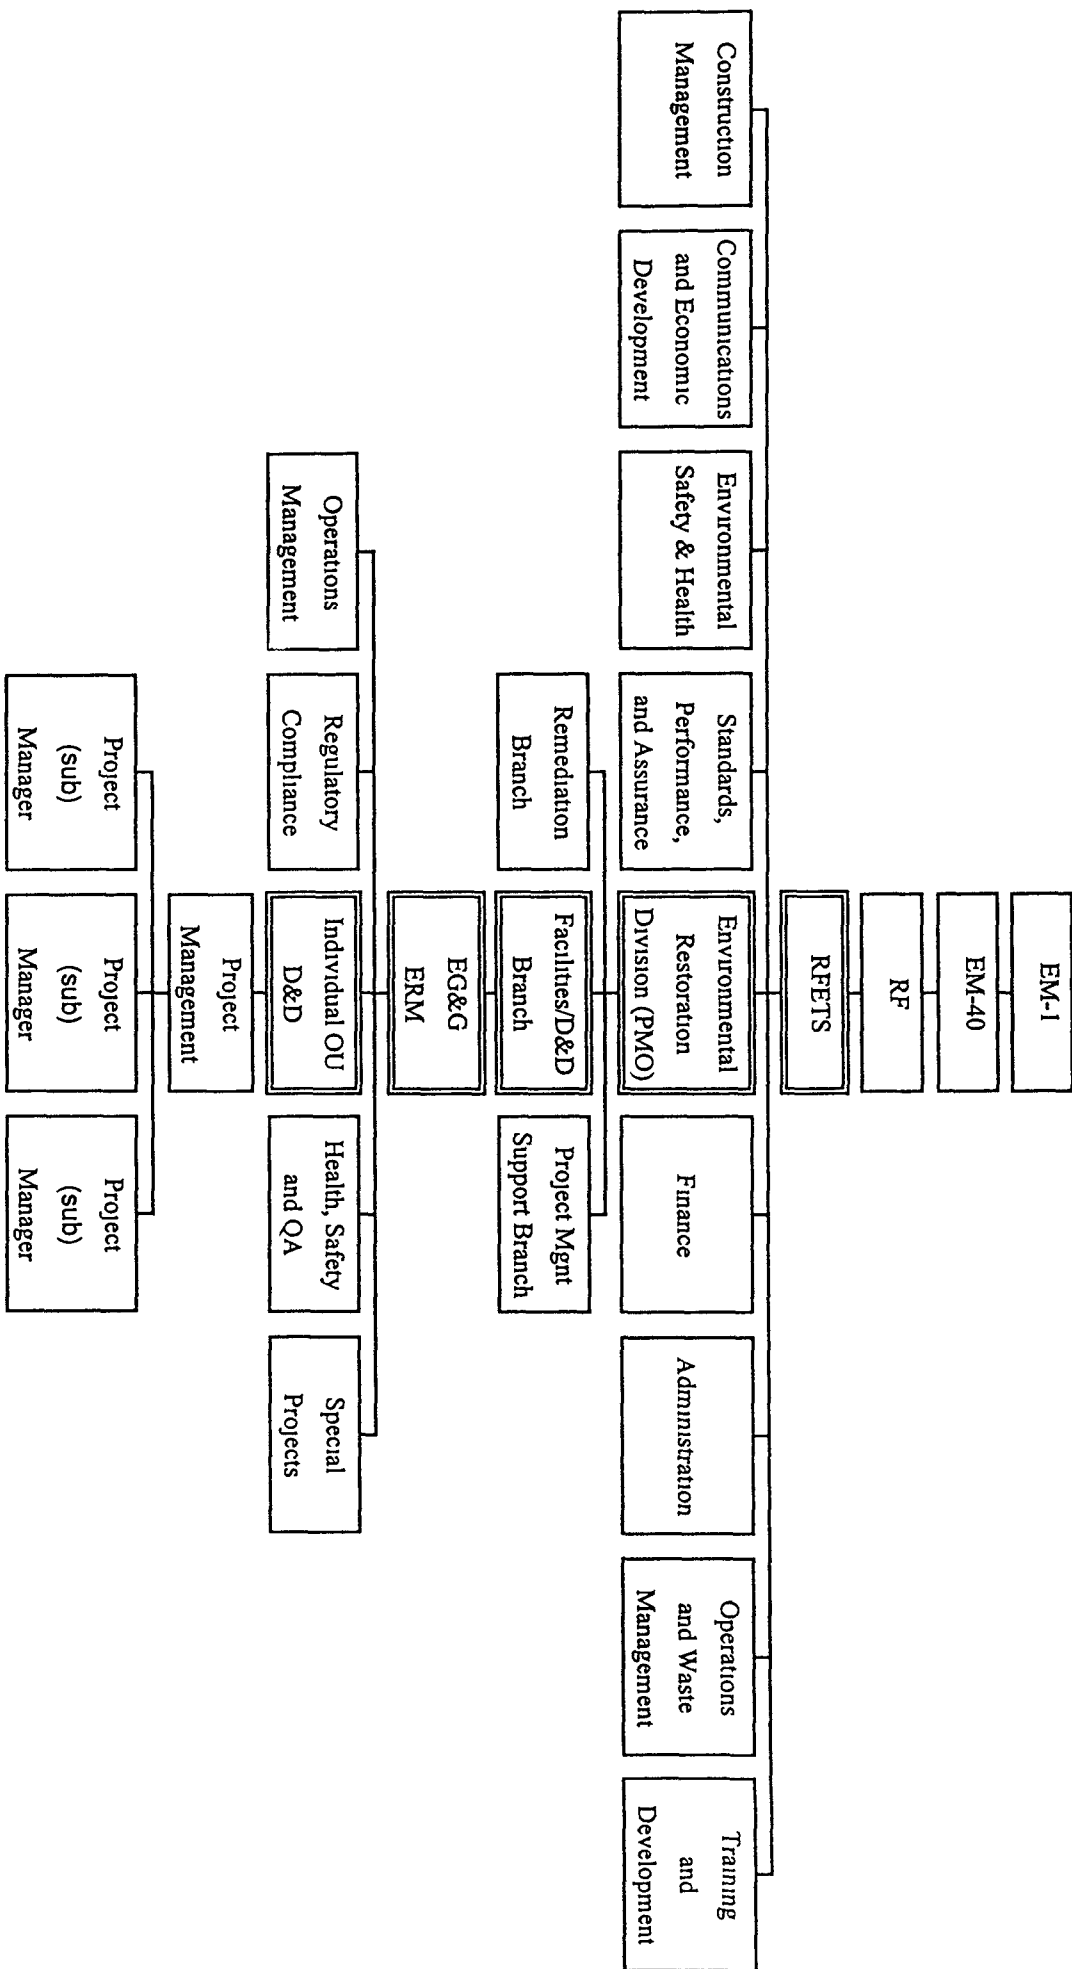 EM-1
EM-40
RF
RFETS
Construction
Management
Communications
and Economic
Development
Environmental
Safety & Health
Standards,
Performance,
and Assurance
Environmental
Restoration
Division (PMO)
Finance
Administration
Operations
and Waste
Management
Training
and
Development
Remediation
Branch
Facilities/D&D
Branch
Project Mgnt
Support Branch
EG&G
ERM
Operations
Management
Regulatory
Compliance
Individual OU
D&D
Health, Safety
and QA
Special
Projects
Project
Management
Project
(sub)
Manager
Project
(sub)
Manager
Project
(sub)
Manager